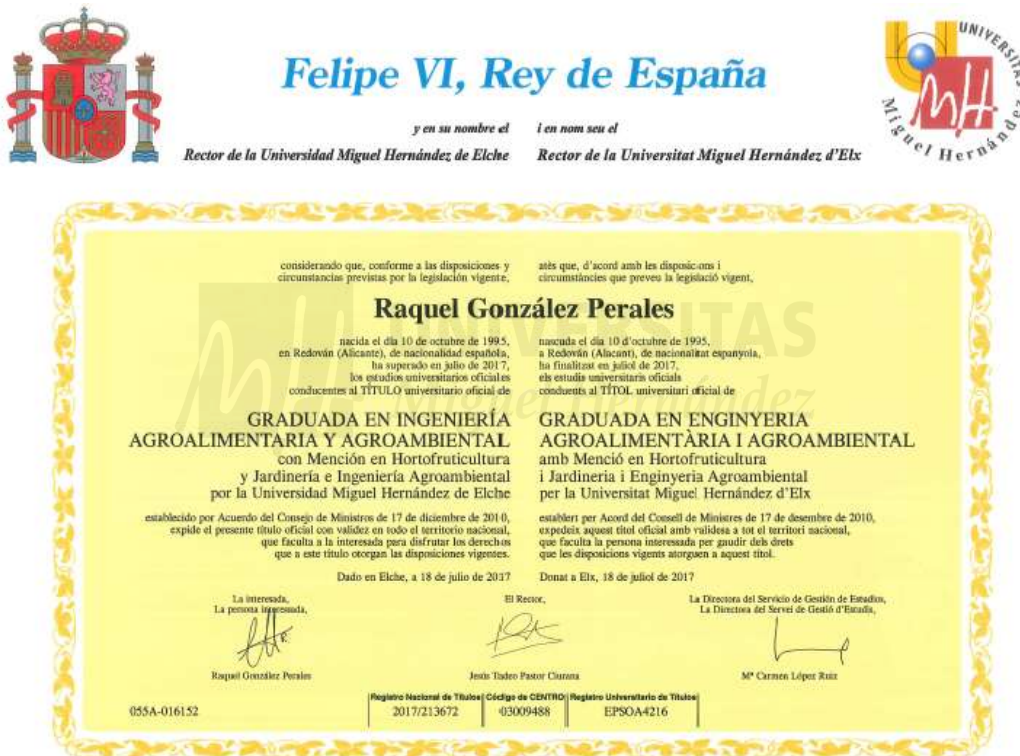 Felipe VI, Rey de España
UNIVERSITAS
Miguel Hernández
y en su nombre el
Rector de la Universidad Miguel Hernández de Elche
i en nom seu el
Rector de la Universitat Miguel Hernández d'Elx
considerando que, conforme a las disposiciones y
circunstancias previstas por la legislación vigente,
atès que, d'acord amb les disposicions i
circumstàncies que preveu la legislació vigent,
Raquel González Perales
nacida el día 10 de octubre de 1995,
en Redován (Alicante), de nacionalidad española,
ha superado en julio de 2017,
los estudios universitarios oficiales
conducentes al TÍTULO universitario oficial de
nascuda el dia 10 d'octubre de 1995,
a Redován (Alacant), de nacionalitat espanyola,
ha finalitzat en juliol de 2017,
els estudis universitaris oficials
conduents al TÍTOL universitari oficial de
GRADUADA EN INGENIERÍA
AGROALIMENTARIA Y AGROAMBIENTAL
con Mención en Hortofruticultura
y Jardinería e Ingeniería Agroambiental
por la Universidad Miguel Hernández de Elche
GRADUADA EN ENGINYERIA
AGROALIMENTÀRIA I AGROAMBIENTAL
amb Menció en Hortofruticultura
i Jardineria i Enginyeria Agroambiental
per la Universitat Miguel Hernández d'Elx
establecido por Acuerdo del Consejo de Ministros de 17 de diciembre de 2010,
expide el presente título oficial con validez en todo el territorio nacional,
que faculta a la interesada para disfrutar los derechos
que a este título otorgan las disposiciones vigentes.
establert per Acord del Consell de Ministres de 17 de desembre de 2010,
expedeix aquest títol oficial amb validesa a tot el territori nacional,
que faculta la persona interessada per gaudir dels drets
que les disposicions vigents atorguen a aquest títol.
Dado en Elche, a 18 de julio de 2017
Donat a Elx, 18 de juliol de 2017
La interesada,
La persona interessada,
El Rector,
La Directora del Servicio de Gestión de Estudios,
La Directora del Servei de Gestió d'Estudis,
Raquel González Perales
Jesús Tadeo Pastor Ciurana
Mª Carmen López Ruiz
055A-016152
Registro Nacional de Títulos
2017/213672
Código de CENTRO
03009488
Registro Universitario de Títulos
EPSOA4216